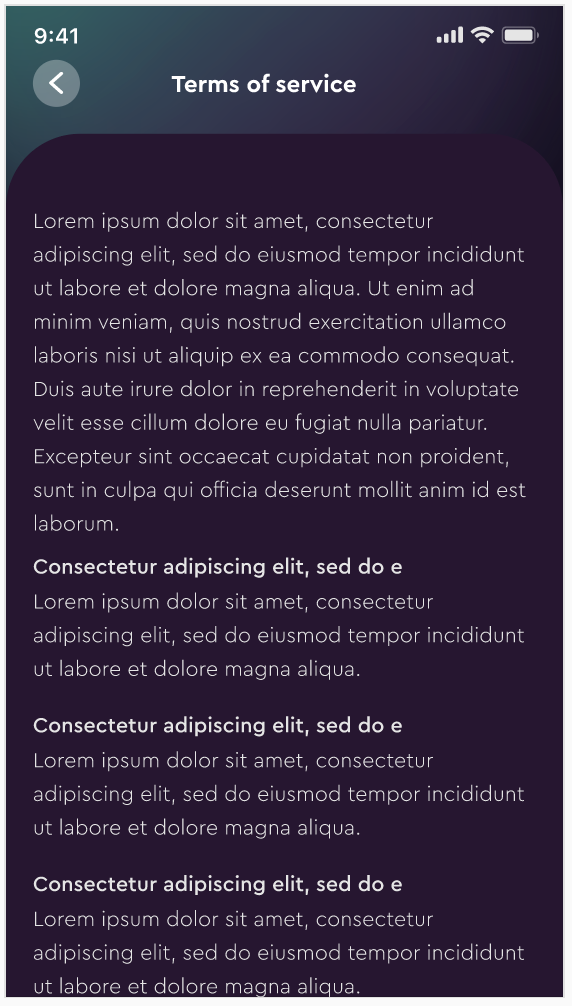 9:41
Terms of service
Lorem ipsum dolor sit amet, consectetur
adipiscing elit, sed do eiusmod tempor incididunt
ut labore et dolore magna aliqua. Ut enim ad
minim veniam, quis nostrud exercitation ullamco
laboris nisi ut aliquip ex ea commodo consequat.
Duis aute irure dolor in reprehenderit in voluptate
velit esse cillum dolore eu fugiat nulla pariatur.
Excepteur sint occaecat cupidatat non proident,
sunt in culpa qui officia deserunt mollit anim id est
laborum.
Consectetur adipiscing elit, sed do e
Lorem ipsum dolor sit amet, consectetur
adipiscing elit, sed do eiusmod tempor incididunt
ut labore et dolore magna aliqua.
Consectetur adipiscing elit, sed do e
Lorem ipsum dolor sit amet, consectetur
adipiscing elit, sed do eiusmod tempor incididunt
ut labore et dolore magna aliqua.
Consectetur adipiscing elit, sed do e
Lorem ipsum dolor sit amet, consectetur
adipiscing elit, sed do eiusmod tempor incididunt
ut labore et dolore magna aliqua.